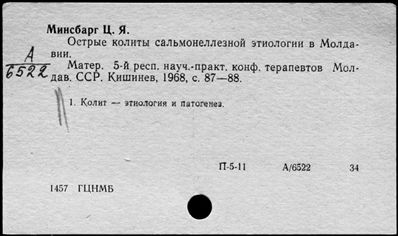 Минсбарг Ц. Я.
Острые колиты сальмонеллезной этиологии в Молда-
вии.
А
6522
Матер. 5-й респ. науч.-практ. конф. терапевтов Мол-
дав. ССР. Кишинев, 1968, с. 87—88.
1. Колит — этиология и патогенез.
П-5-11 А/6522 34
1457 ГЦНМБ